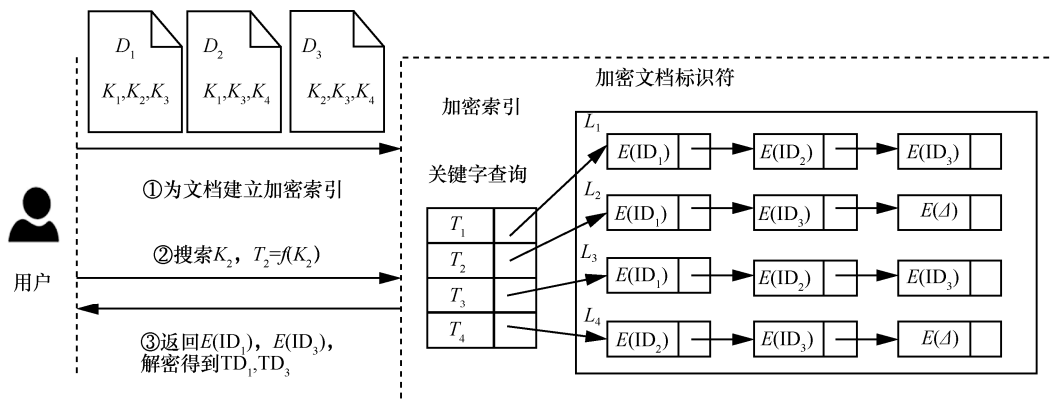 D₁ D₂ D₃
K₁,K₂,K₃ K₁,K₃,K₄ K₂,K₃,K₄
①为文档建立加密索引
用户
②搜索K₂，T₂=f(K₂)
③返回E(ID₁)，E(ID₃)，
解密得到TD₁,TD₃
加密索引
关键字查询
T₁
T₂
T₃
T₄
加密文档标识符
L₁
E(ID₁) E(ID₂) E(ID₃)
L₂
E(ID₁) E(ID₃) E(Δ)
L₃
E(ID₁) E(ID₂) E(ID₃)
L₄
E(ID₂) E(ID₃) E(Δ)